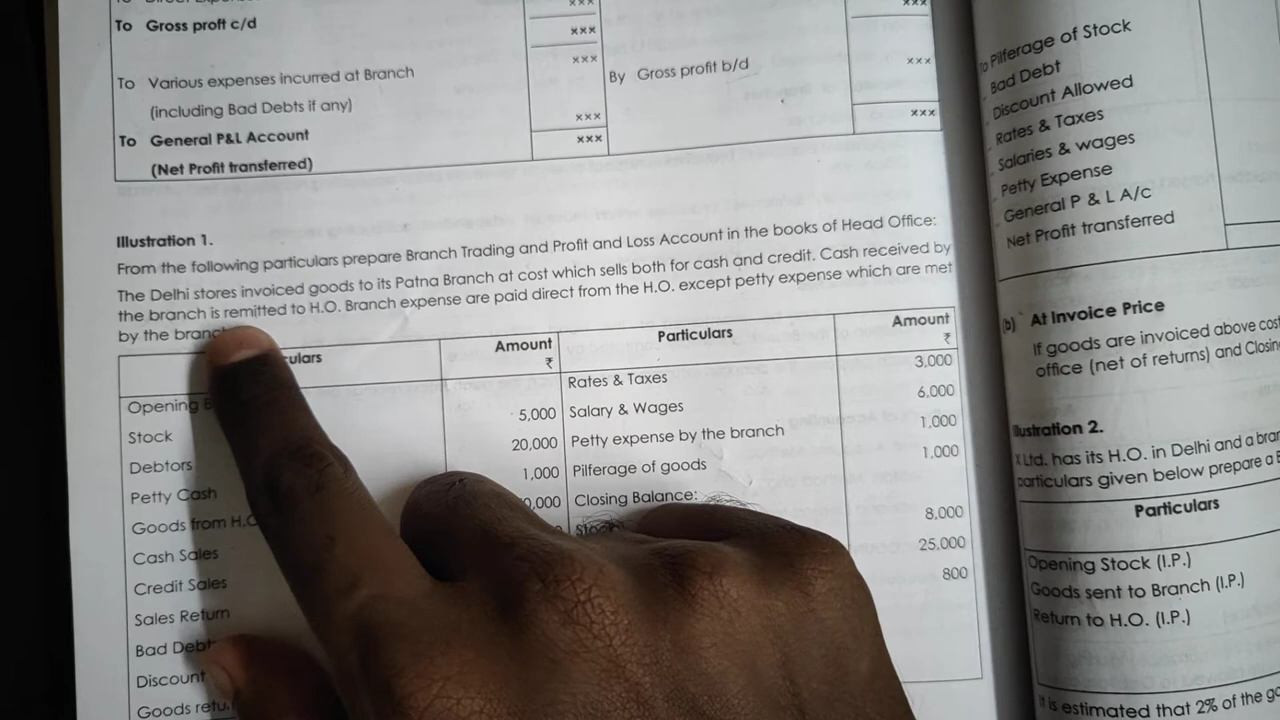 xxx
xxx
To Gross proft c/d
xxx
xxx
To Various expenses incurred at Branch
By Gross profit b/d
xxx
(including Bad Debts if any)
xxx
xxx
To General P&L Account
xxx
(Net Profit transferred)
Illustration 1.
From the following particulars prepare Branch Trading and Profit and Loss Account in the books of Head Office:
The Delhi stores invoiced goods to its Patna Branch at cost which sells both for cash and credit. Cash received by
the branch is remitted to H.O. Branch expense are paid direct from the H.O. except petty expense which are met
by the
Amount
₹
Particulars
Amount
₹
Opening
Rates & Taxes
3,000
Stock
5,000
Salary & Wages
6,000
Debtors
20,000
Petty expense by the branch
1,000
Petty Cash
1,000
Pilferage of goods
1,000
Goods from
Closing Balance:
Cash Sales
Stock
8,000
Credit Sales
25,000
Sales Return
800
Bad
Discount
Goods
To Pilferage of Stock
Bad Debt
Discount Allowed
Rates & Taxes
Salaries & wages
Petty Expense
General P & L A/c
Net Profit transferred
(b) At Invoice Price
If goods are invoiced above
office (net of returns) and
Illustration 2.
X Ltd. has its H.O. in Delhi and a
particulars given below prepare a
Particulars
Opening Stock (I.P.)
Goods sent to Branch (I.P.)
Return to H.O. (I.P.)
It is estimated that 2% of the